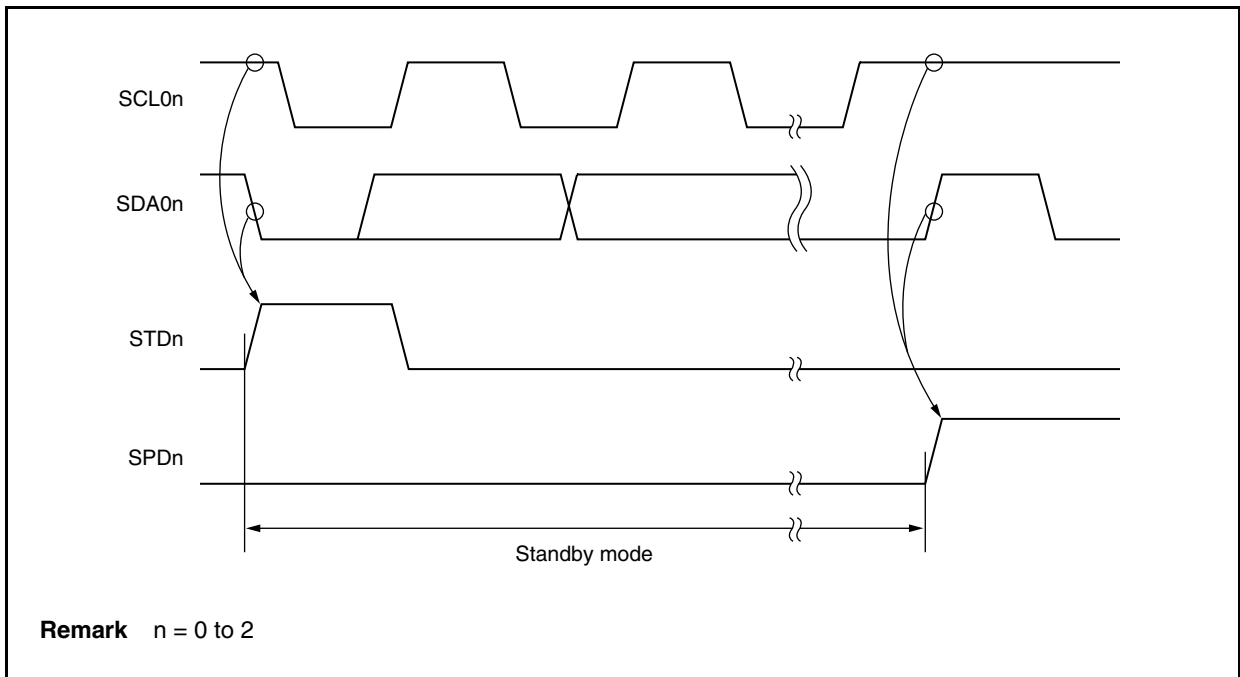 SCL0n
SDA0n
STDn
SPDn
Standby mode
Remark n = 0 to 2